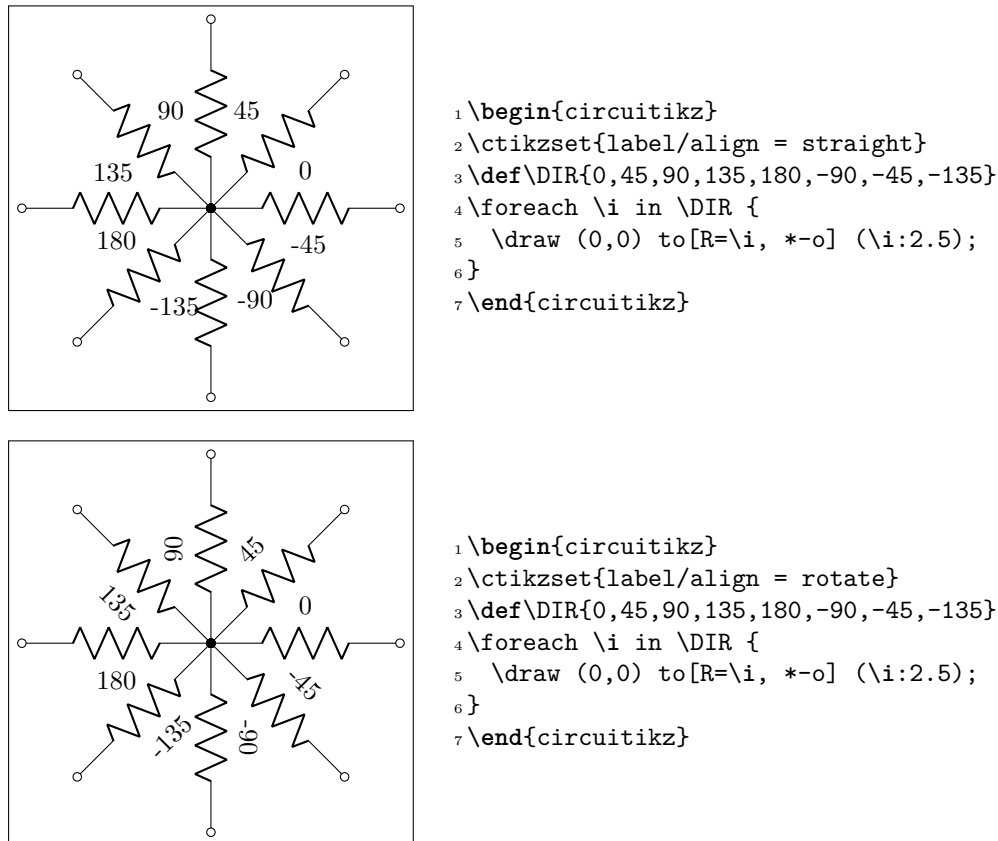 90 45
135 0
180 -45
-135 -90
1 \begin{circuitikz}
2 \ctikzset{label/align = straight}
3 \def\DIR{0,45,90,135,180,-90,-45,-135}
4 \foreach \i in \DIR {
5 \draw (0,0) to[R=\i, *-o] (\i:2.5);
6 }
7 \end{circuitikz}
90 45
135 0
180 -45
-135 -90
1 \begin{circuitikz}
2 \ctikzset{label/align = rotate}
3 \def\DIR{0,45,90,135,180,-90,-45,-135}
4 \foreach \i in \DIR {
5 \draw (0,0) to[R=\i, *-o] (\i:2.5);
6 }
7 \end{circuitikz}